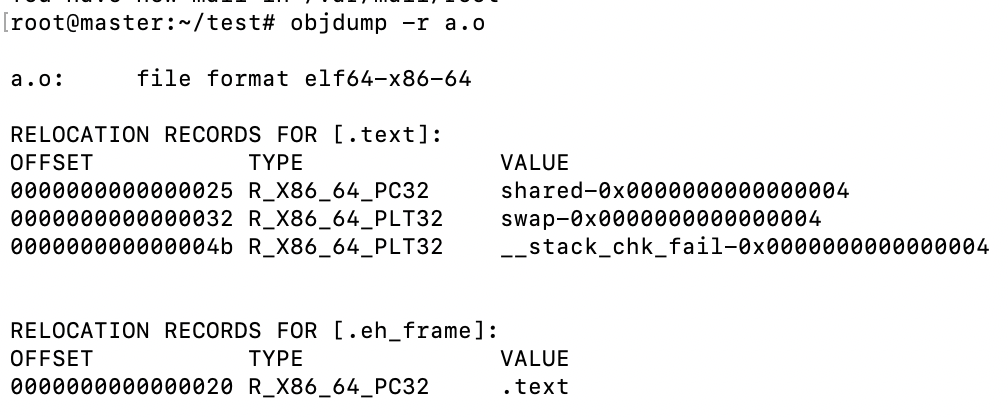 [root@master:~/test# objdump -r a.o
a.o:     file format elf64-x86-64
RELOCATION RECORDS FOR [.text]:
OFFSET           TYPE              VALUE
0000000000000025 R_X86_64_PC32     shared-0x0000000000000004
0000000000000032 R_X86_64_PLT32    swap-0x0000000000000004
000000000000004b R_X86_64_PLT32    __stack_chk_fail-0x0000000000000004
RELOCATION RECORDS FOR [.eh_frame]:
OFFSET           TYPE              VALUE
0000000000000020 R_X86_64_PC32     .text